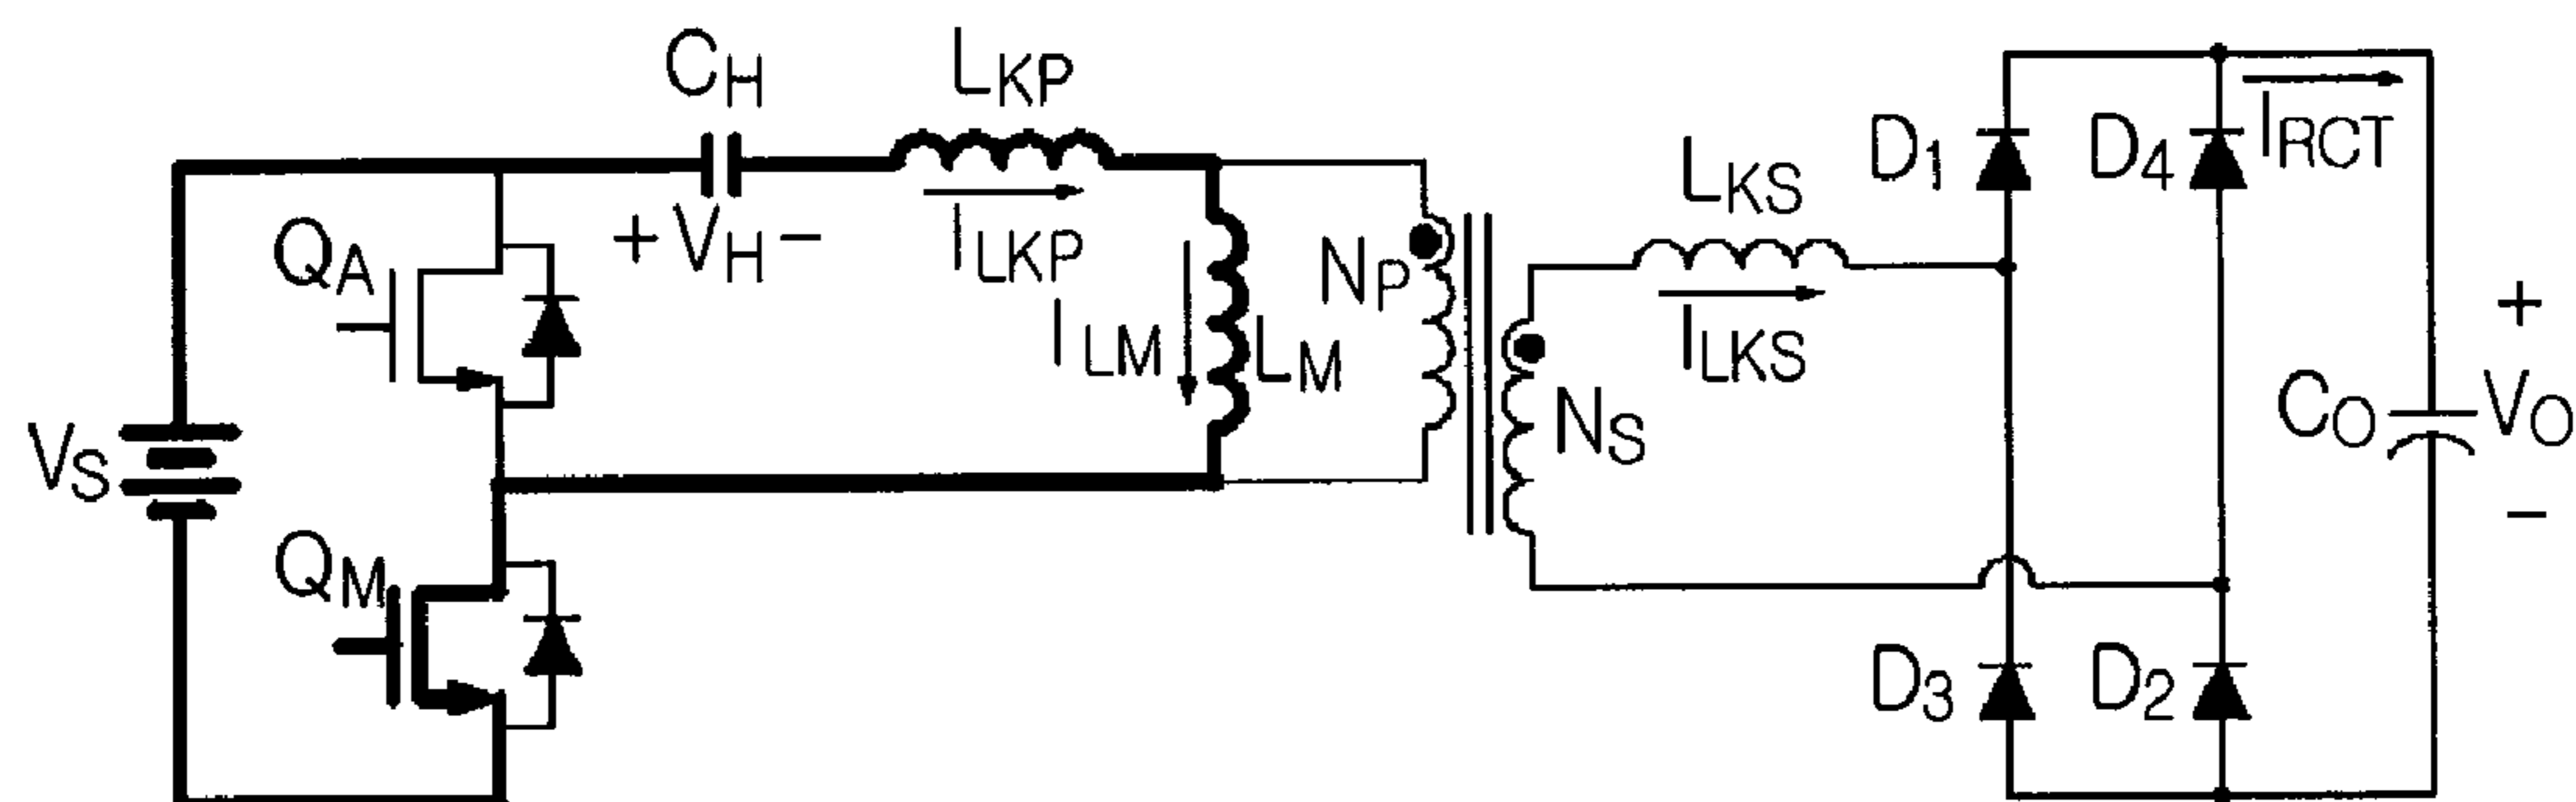 CH
LKP
+ VH −
ILKP
QA
ILM
LM
NP
NS
LKS
ILKS
D1
D4
IRCT
VS
QM
D3
D2
CO
+
VO
−